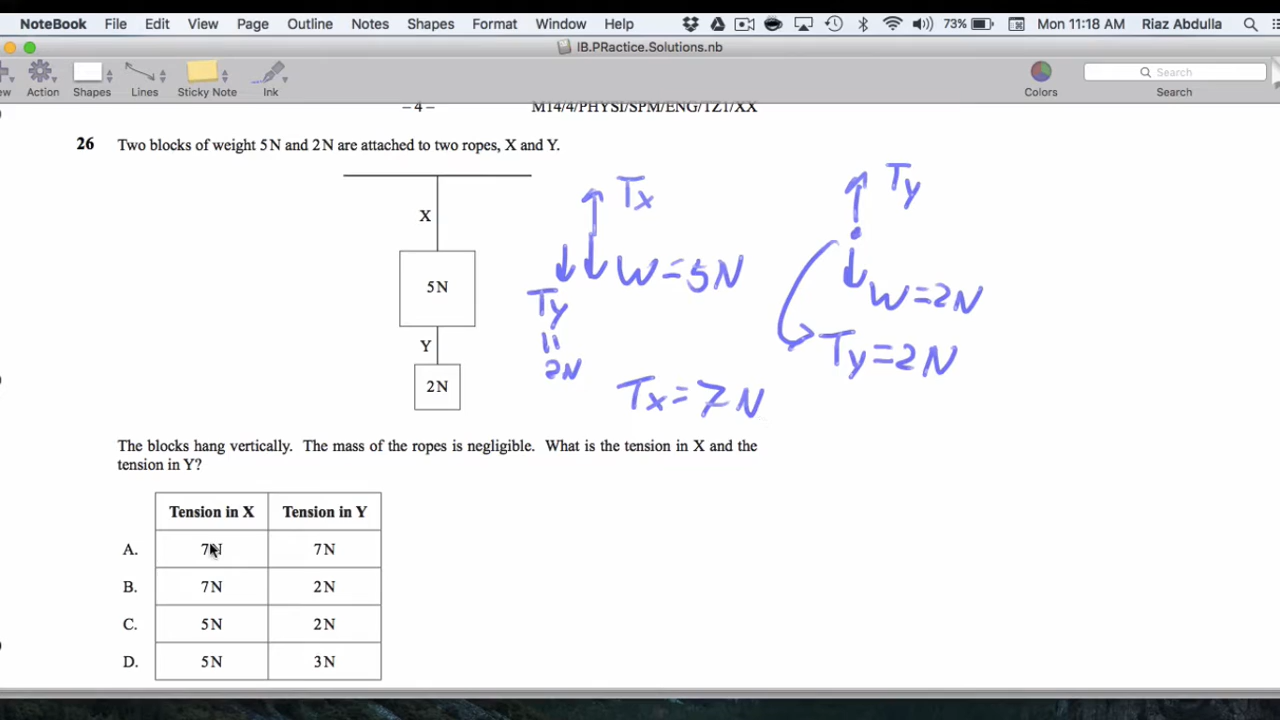 NoteBook File Edit View Page Outline Notes Shapes Format Window Help 73% Mon 11:18 AM Riaz Abdulla
IB.PRactice.Solutions.nb
Action Shapes Lines Sticky Note Ink Colors Search
Search
– 4 – M14/4/PHYSI/SPM/ENG/TZ1/XX
26 Two blocks of weight 5N and 2N are attached to two ropes, X and Y.
X
5N
Y
2N
Tx
W=5N
Ty
=
2N
Tx=7N
Ty
W=2N
Ty=2N
The blocks hang vertically. The mass of the ropes is negligible. What is the tension in X and the
tension in Y?
Tension in X Tension in Y
A. 7N 7N
B. 7N 2N
C. 5N 2N
D. 5N 3N